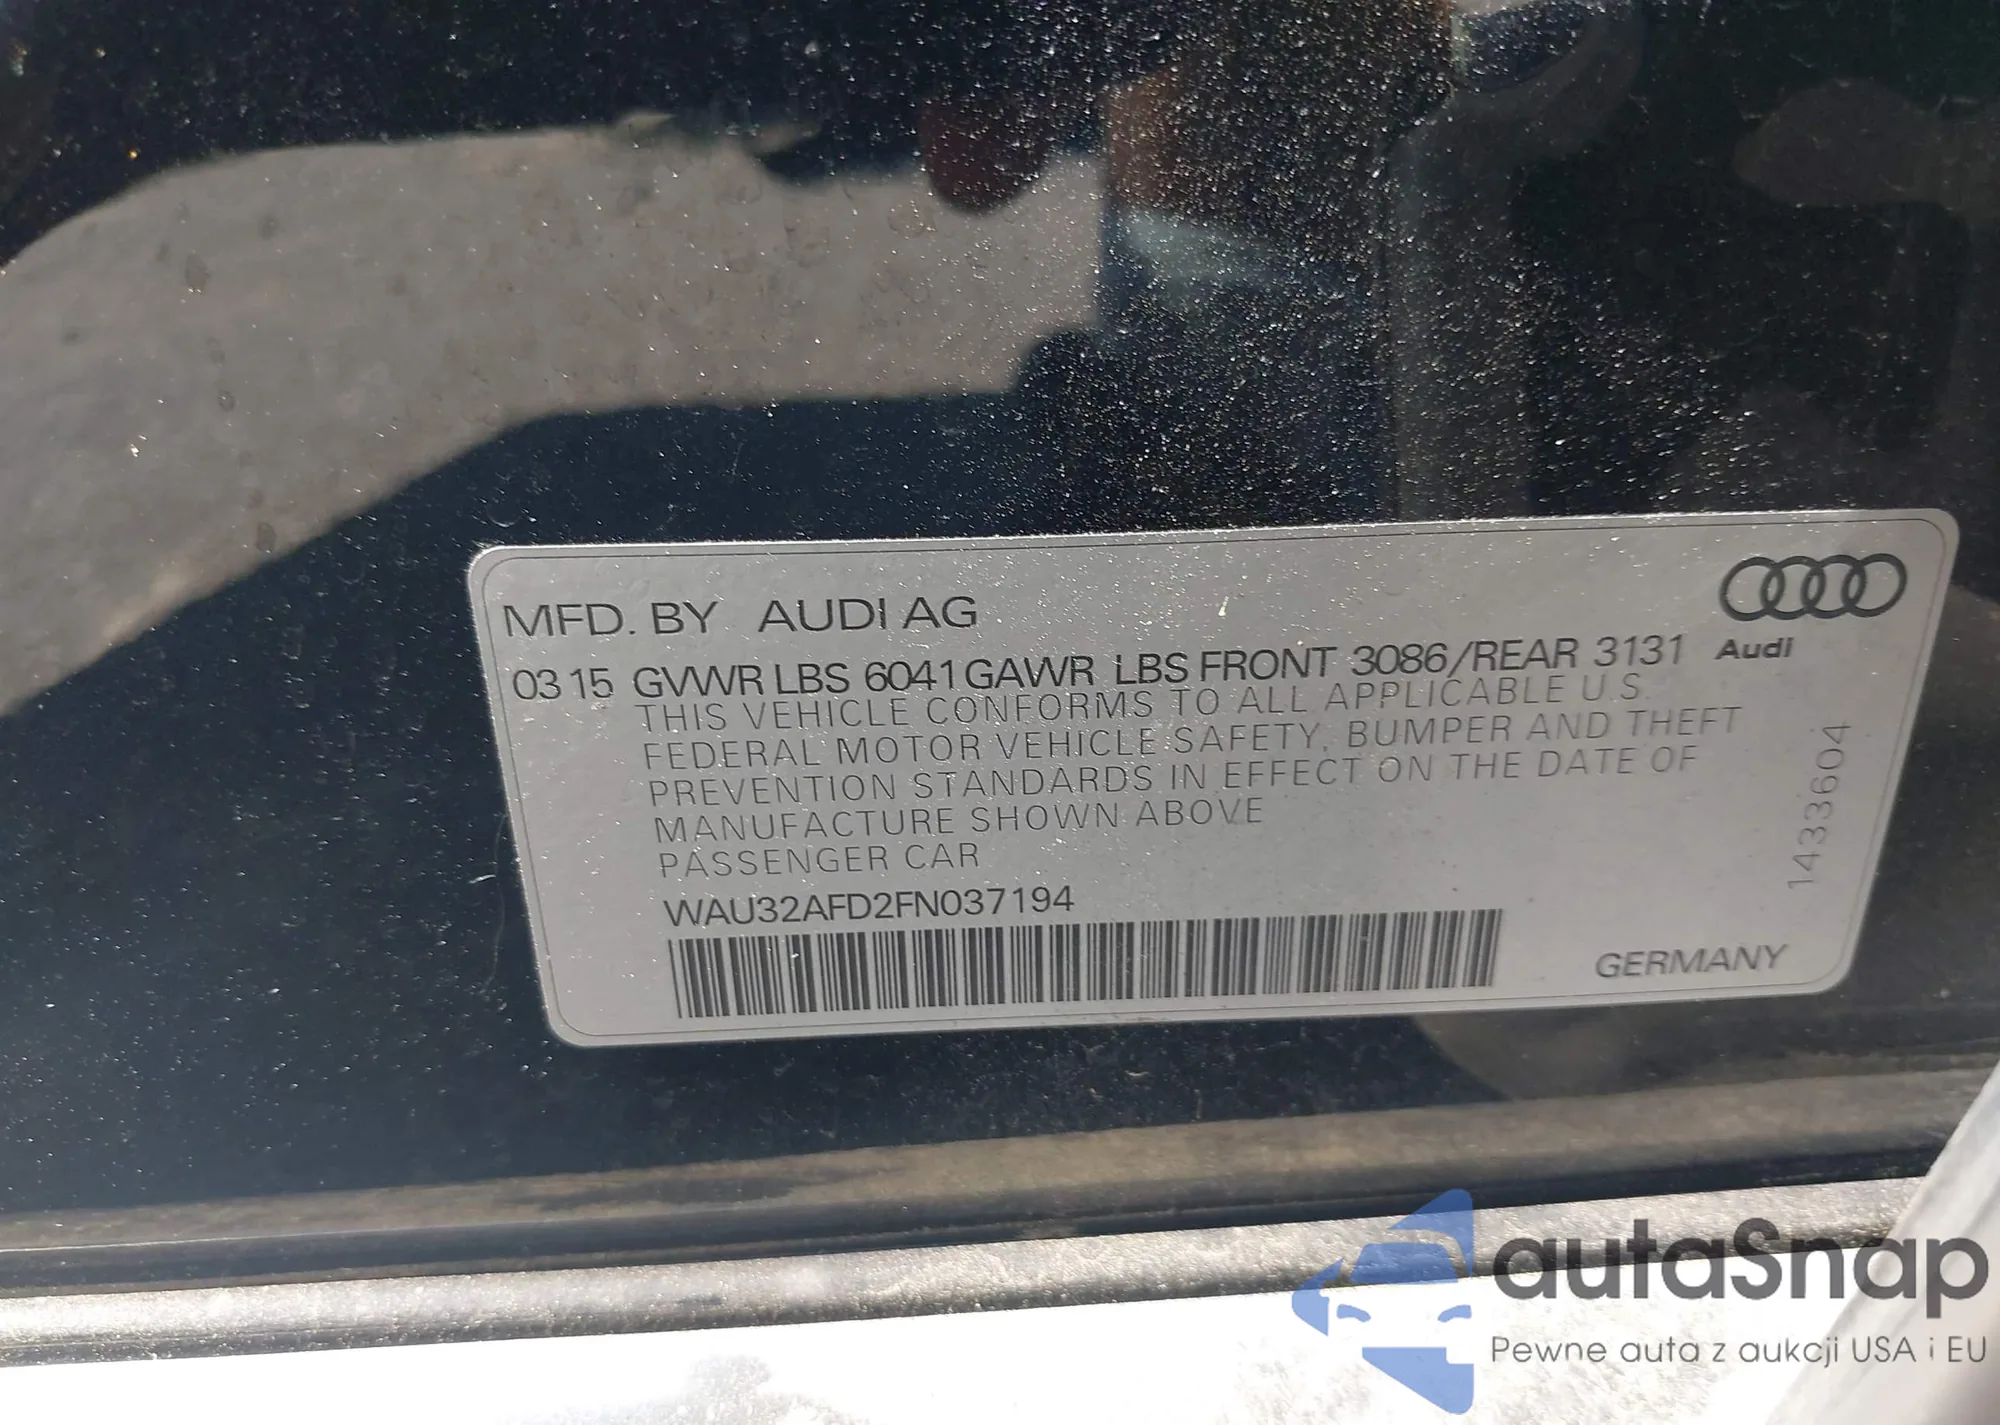 MFD. BY AUDI AG
Audi
03 15 GVWR LBS 6041 GAWR LBS FRONT 3086/REAR 3131
THIS VEHICLE CONFORMS TO ALL APPLICABLE U.S.
FEDERAL MOTOR VEHICLE SAFETY, BUMPER AND THEFT
PREVENTION STANDARDS IN EFFECT ON THE DATE OF
MANUFACTURE SHOWN ABOVE
PASSENGER CAR
WAU32AFD2FN037194
GERMANY
1433604
autaSnap
Pewne auta z aukcji USA i EU